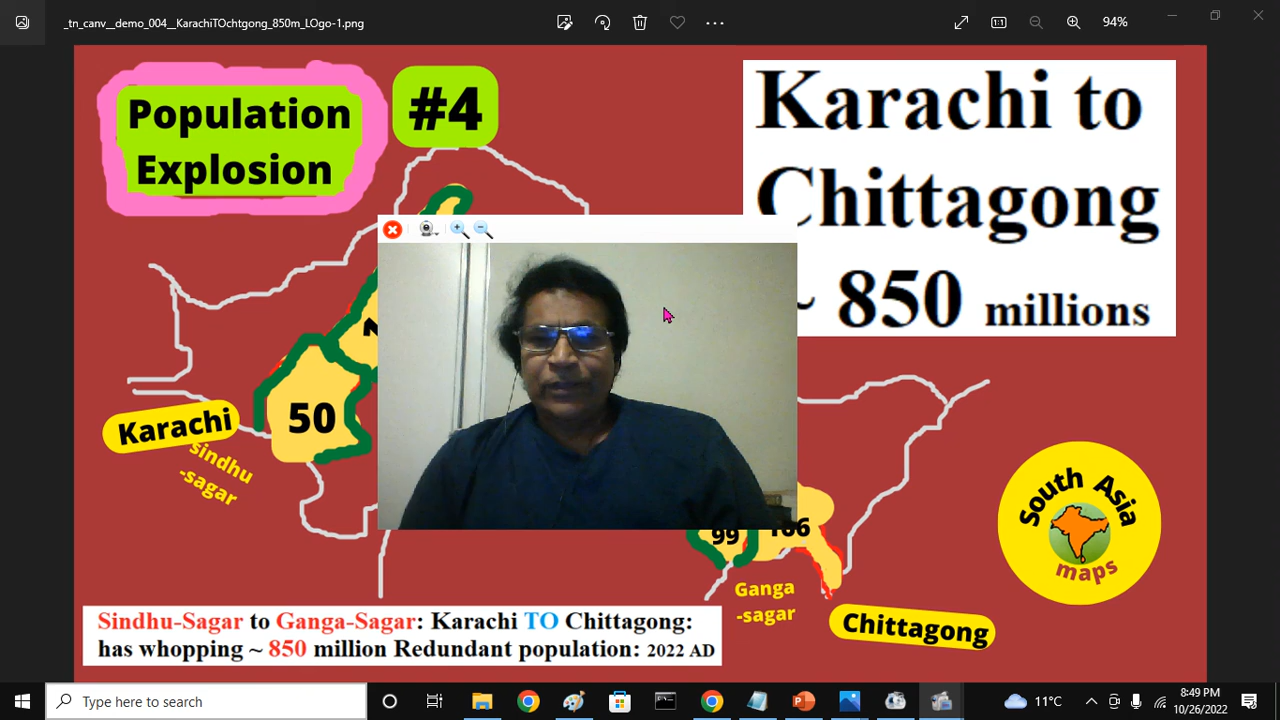 _tn_canv__demo_004__KarachiTOchtgong_850m_LOgo-1.png
94%
Population
Explosion
#4
Karachi to
Chittagong
~ 850 millions
50
Karachi
sindhu
-sagar
99
166
Ganga
-sagar
Chittagong
South Asia
maps
Sindhu-Sagar to Ganga-Sagar: Karachi TO Chittagong:
has whopping ~ 850 million Redundant population: 2022 AD
Type here to search
11°C
8:49 PM
10/26/2022